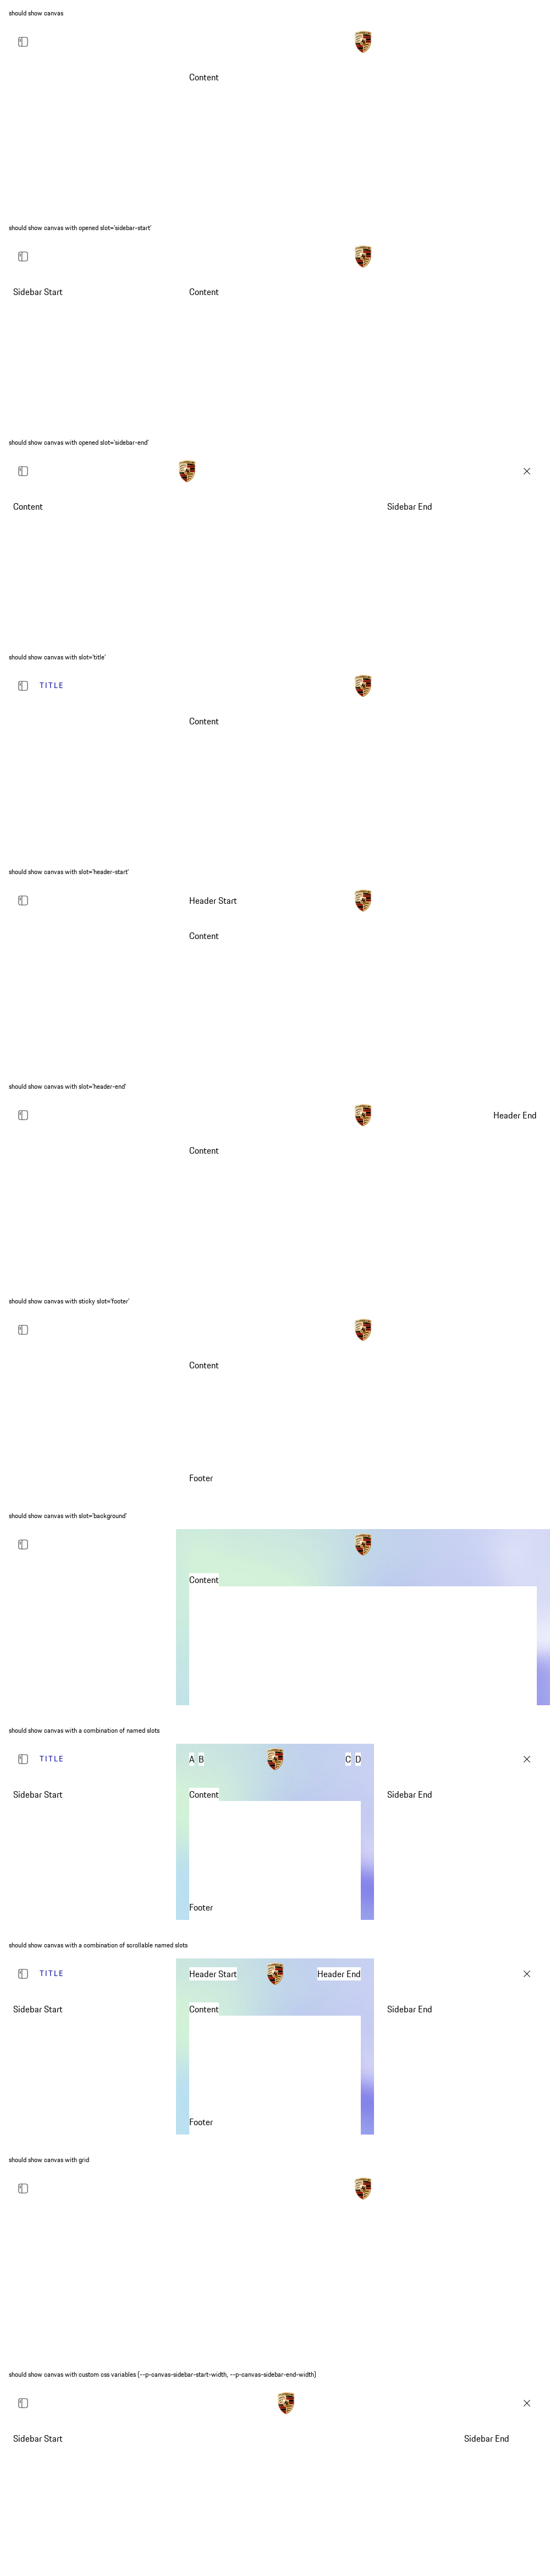 should show canvas
Content
should show canvas with opened slot='sidebar-start'
Sidebar Start Content
should show canvas with opened slot='sidebar-end'
Content Sidebar End
should show canvas with slot='title'
TITLE
Content
should show canvas with slot='header-start'
Header Start
Content
should show canvas with slot='header-end'
Header End
Content
should show canvas with sticky slot='footer'
Content
Footer
should show canvas with slot='background'
Content
should show canvas with a combination of named slots
TITLE A B C D
Sidebar Start Content Sidebar End
Footer
should show canvas with a combination of scrollable named slots
TITLE Header Start Header End
Sidebar Start Content Sidebar End
Footer
should show canvas with grid
should show canvas with custom css variables (--p-canvas-sidebar-start-width, --p-canvas-sidebar-end-width)
Sidebar Start Sidebar End